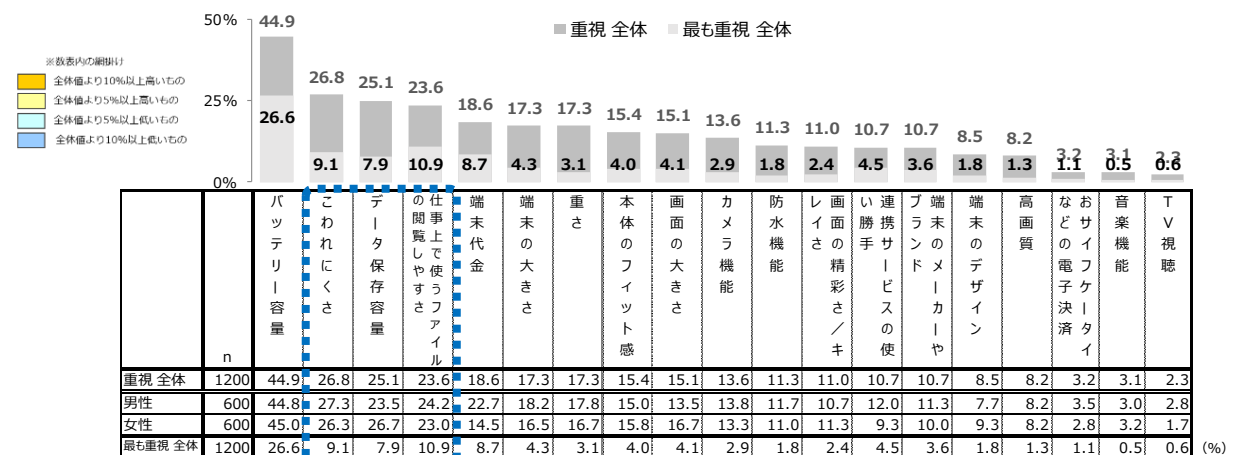 50%
25%
0%
■ 重視 全体 ■ 最も重視 全体
※数表内の網掛け
全体値より10%以上高いもの
全体値より5%以上高いもの
全体値より5%以上低いもの
全体値より10%以上低いもの
44.9 26.8 25.1 23.6 18.6 17.3 17.3 15.4 15.1 13.6 11.3 11.0 10.7 10.7 8.5 8.2 3.2 3.1 2.3
26.6 9.1 7.9 10.9 8.7 4.3 3.1 4.0 4.1 2.9 1.8 2.4 4.5 3.6 1.8 1.3 1.1 0.5 0.6
n
バッテリー容量
こわれにくさ
データ保存容量
仕事上で使うファイル
の閲覧しやすさ
端末代金
端末の大きさ
重さ
本体のフィット感
画面の大きさ
カメラ機能
防水機能
画面の精彩さ/キ
レイさ
連携サービスの使
い勝手
端末のメーカーや
ブランド
端末のデザイン
高画質
おサイフケータイ
などの電子決済
音楽機能
TV視聴
重視 全体 1200 44.9 26.8 25.1 23.6 18.6 17.3 17.3 15.4 15.1 13.6 11.3 11.0 10.7 10.7 8.5 8.2 3.2 3.1 2.3
男性 600 44.8 27.3 23.5 24.2 22.7 18.2 17.8 15.0 13.5 13.8 11.7 10.7 12.0 11.3 7.7 8.2 3.5 3.0 2.8
女性 600 45.0 26.3 26.7 23.0 14.5 16.5 16.7 15.8 16.7 13.3 11.0 11.3 9.3 10.0 9.3 8.2 2.8 3.2 1.7
最も重視 全体 1200 26.6 9.1 7.9 10.9 8.7 4.3 3.1 4.0 4.1 2.9 1.8 2.4 4.5 3.6 1.8 1.3 1.1 0.5 0.6 (%)